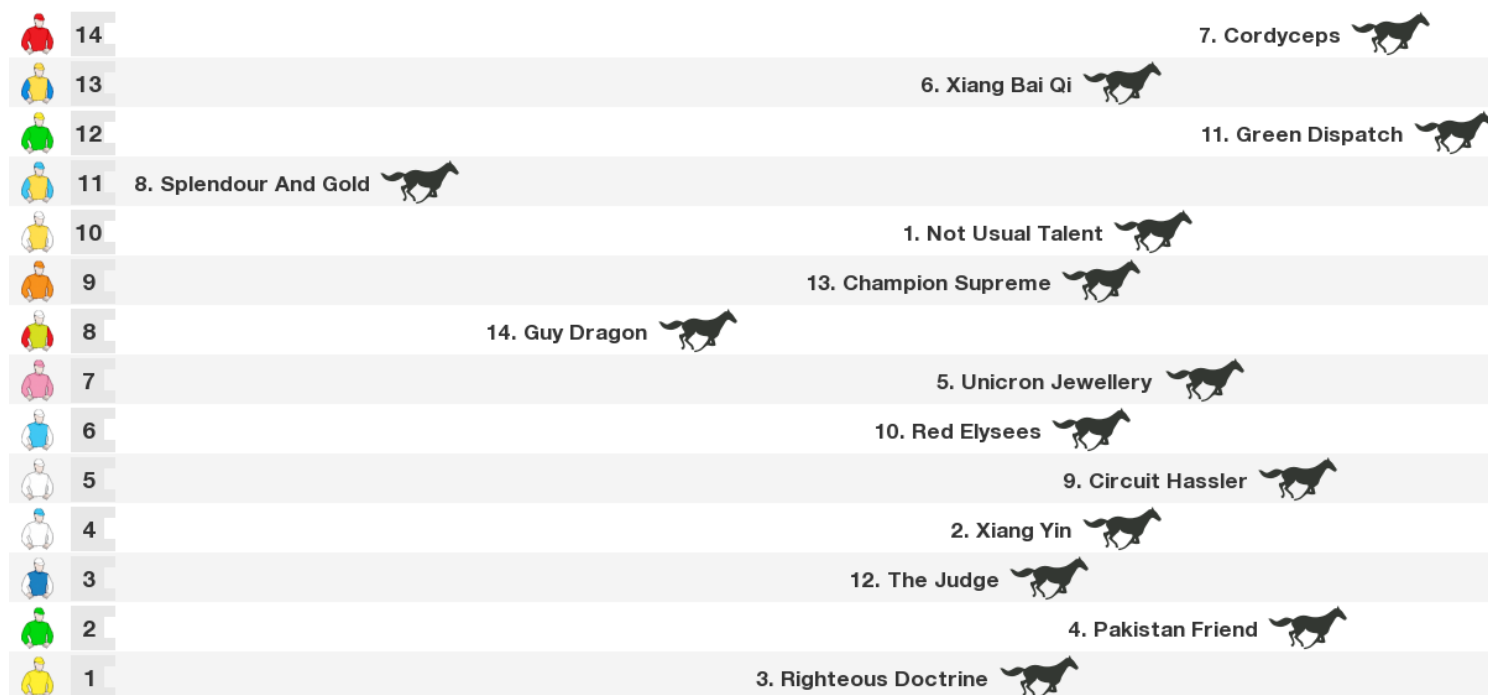 14 7. Cordyceps
13 6. Xiang Bai Qi
12 11. Green Dispatch
11 8. Splendour And Gold
10 1. Not Usual Talent
9 13. Champion Supreme
8 14. Guy Dragon
7 5. Unicron Jewellery
6 10. Red Elysees
5 9. Circuit Hassler
4 2. Xiang Yin
3 12. The Judge
2 4. Pakistan Friend
1 3. Righteous Doctrine